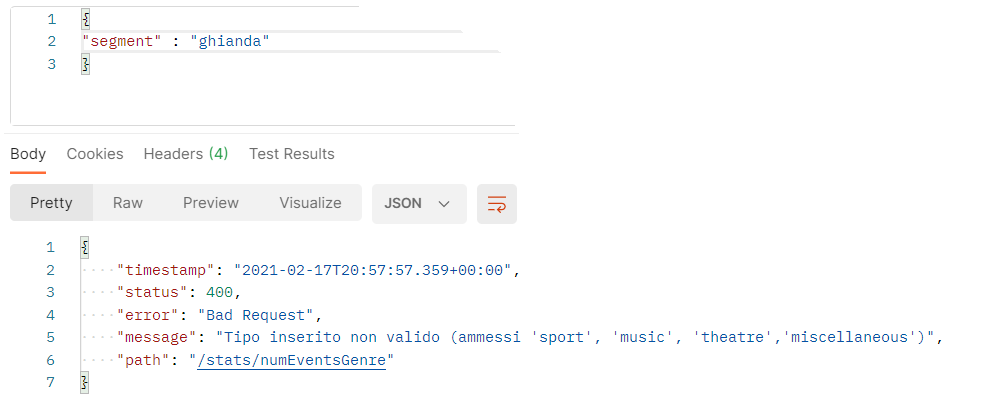 1 {
2 "segment" : "ghianda"
3 }
Body Cookies Headers (4) Test Results
Pretty Raw Preview Visualize JSON
1 {
2 "timestamp": "2021-02-17T20:57:57.359+00:00",
3 "status": 400,
4 "error": "Bad Request",
5 "message": "Tipo inserito non valido (ammessi 'sport', 'music', 'theatre','miscellaneous')",
6 "path": "/stats/numEventsGenre"
7 }